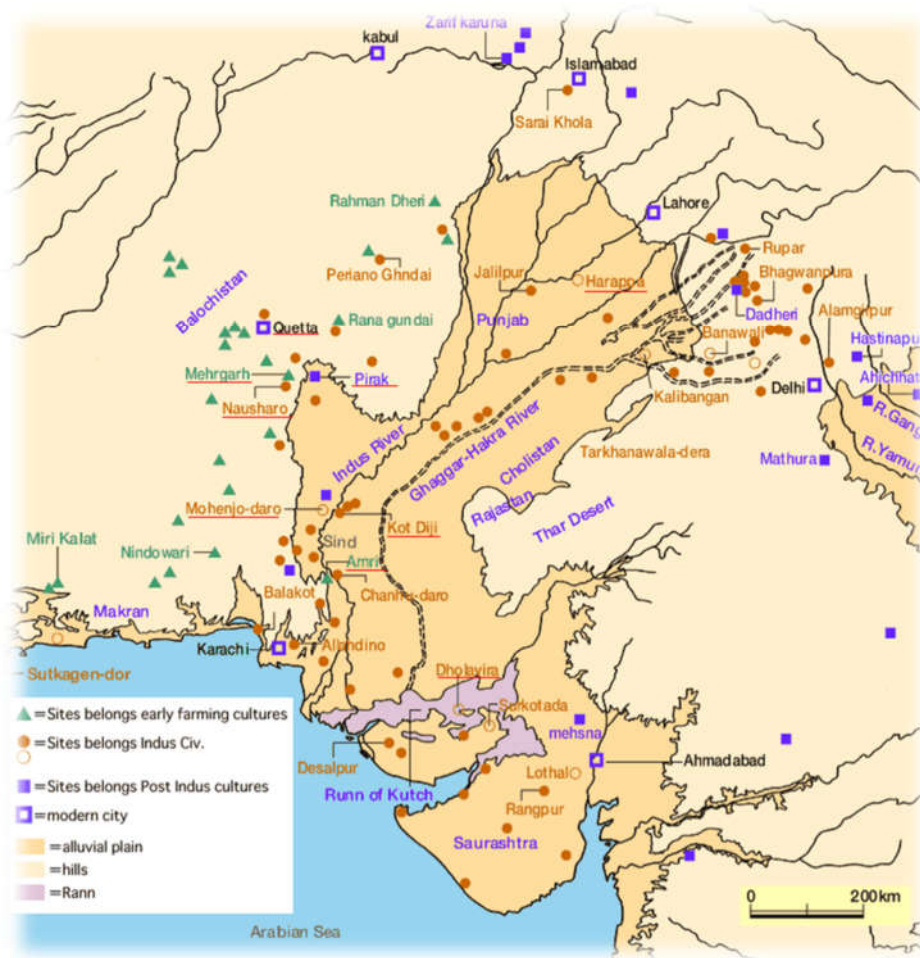 Zarif karuna
kabul
Islamabad
Sarai Khola
Rahman Dheri
Lahore
Rupar
Periano Ghndai
Jalilpur
Harappa
Bhagwanpura
Balochistan
Punjab
Dadheri
Alamgirpur
Quetta
Rana gundai
Banawali
Hastinapu
Mehrgarh
Pirak
Ahichhat
Nausharo
Kalibangan
Delhi
R.Gang
Indus River
Ghaggar-Hakra River
Cholistan
Tarkhanawala-dera
R.Yamu
Mathura
Mohenjo-daro
Kot Diji
Rajastan
Thar Desert
Miri Kalat
Nindowari
Sind
Amri
Balakot
Chanhu-daro
Makran
Karachi
Allahdino
Sutkagen-dor
Dholavira
Surkotada
mehsna
Desalpur
Lothal
Ahmadabad
Runn of Kutch
Rangpur
Saurashtra
Arabian Sea
=Sites belongs early farming cultures
=Sites belongs Indus Civ.
=Sites belongs Post Indus cultures
=modern city
=alluvial plain
=hills
=Rann
0 200km